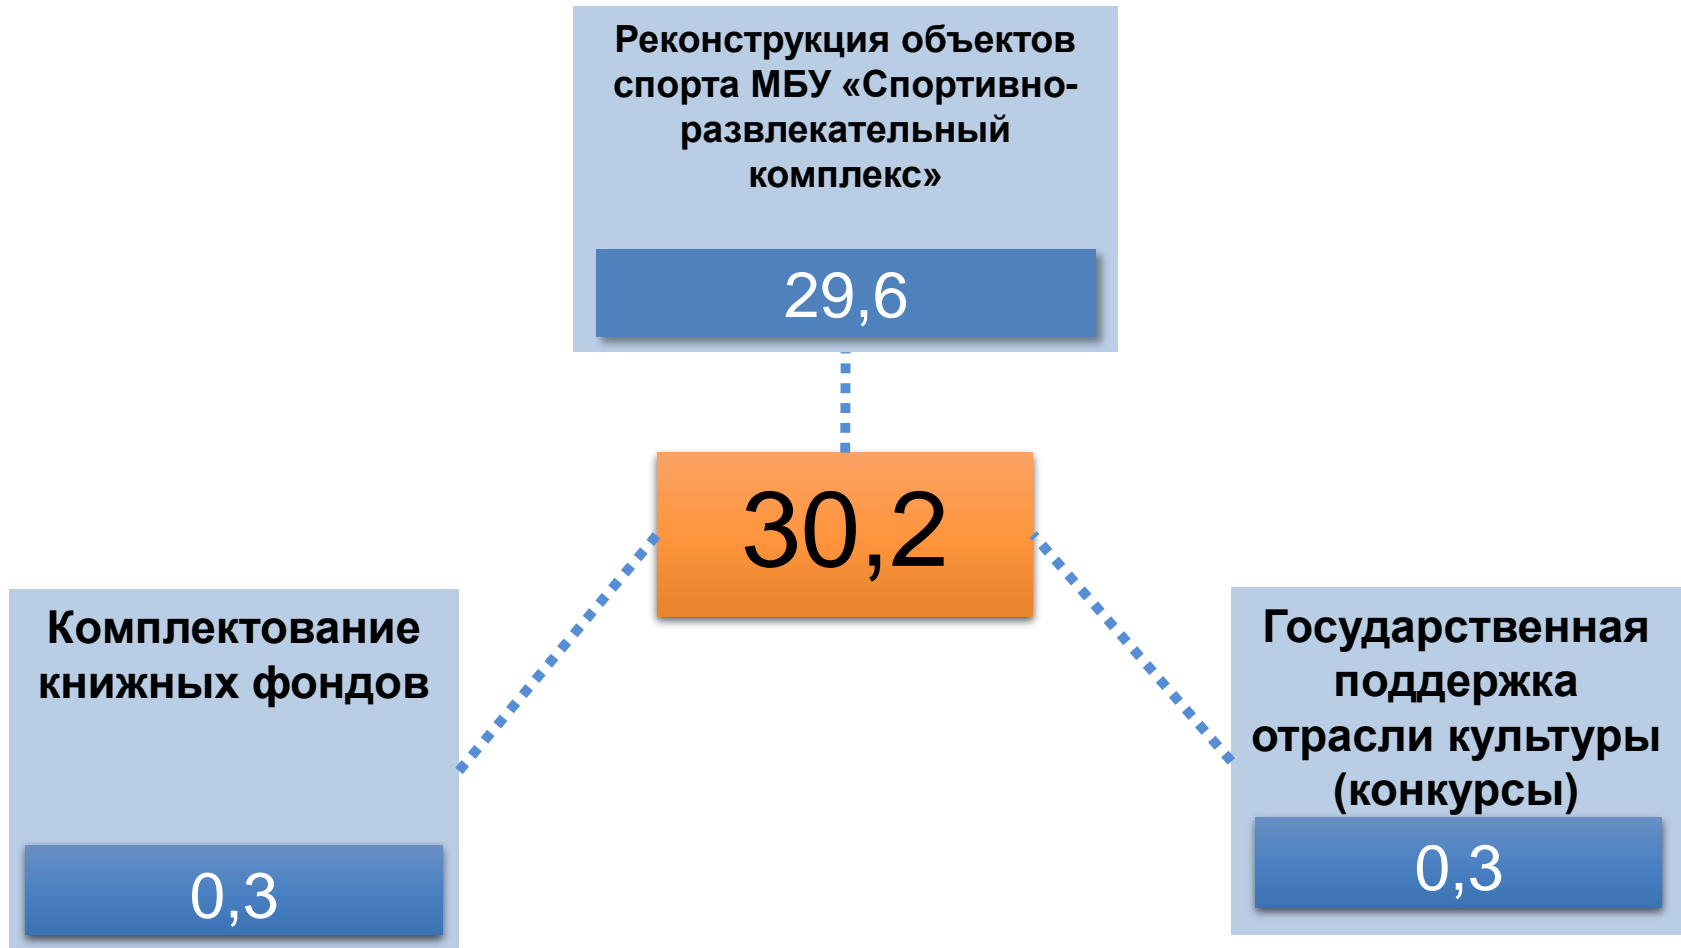 Реконструкция объектов
спорта МБУ «Спортивно-
развлекательный
комплекс»
29,6
30,2
Комплектование
книжных фондов
0,3
Государственная
поддержка
отрасли культуры
(конкурсы)
0,3